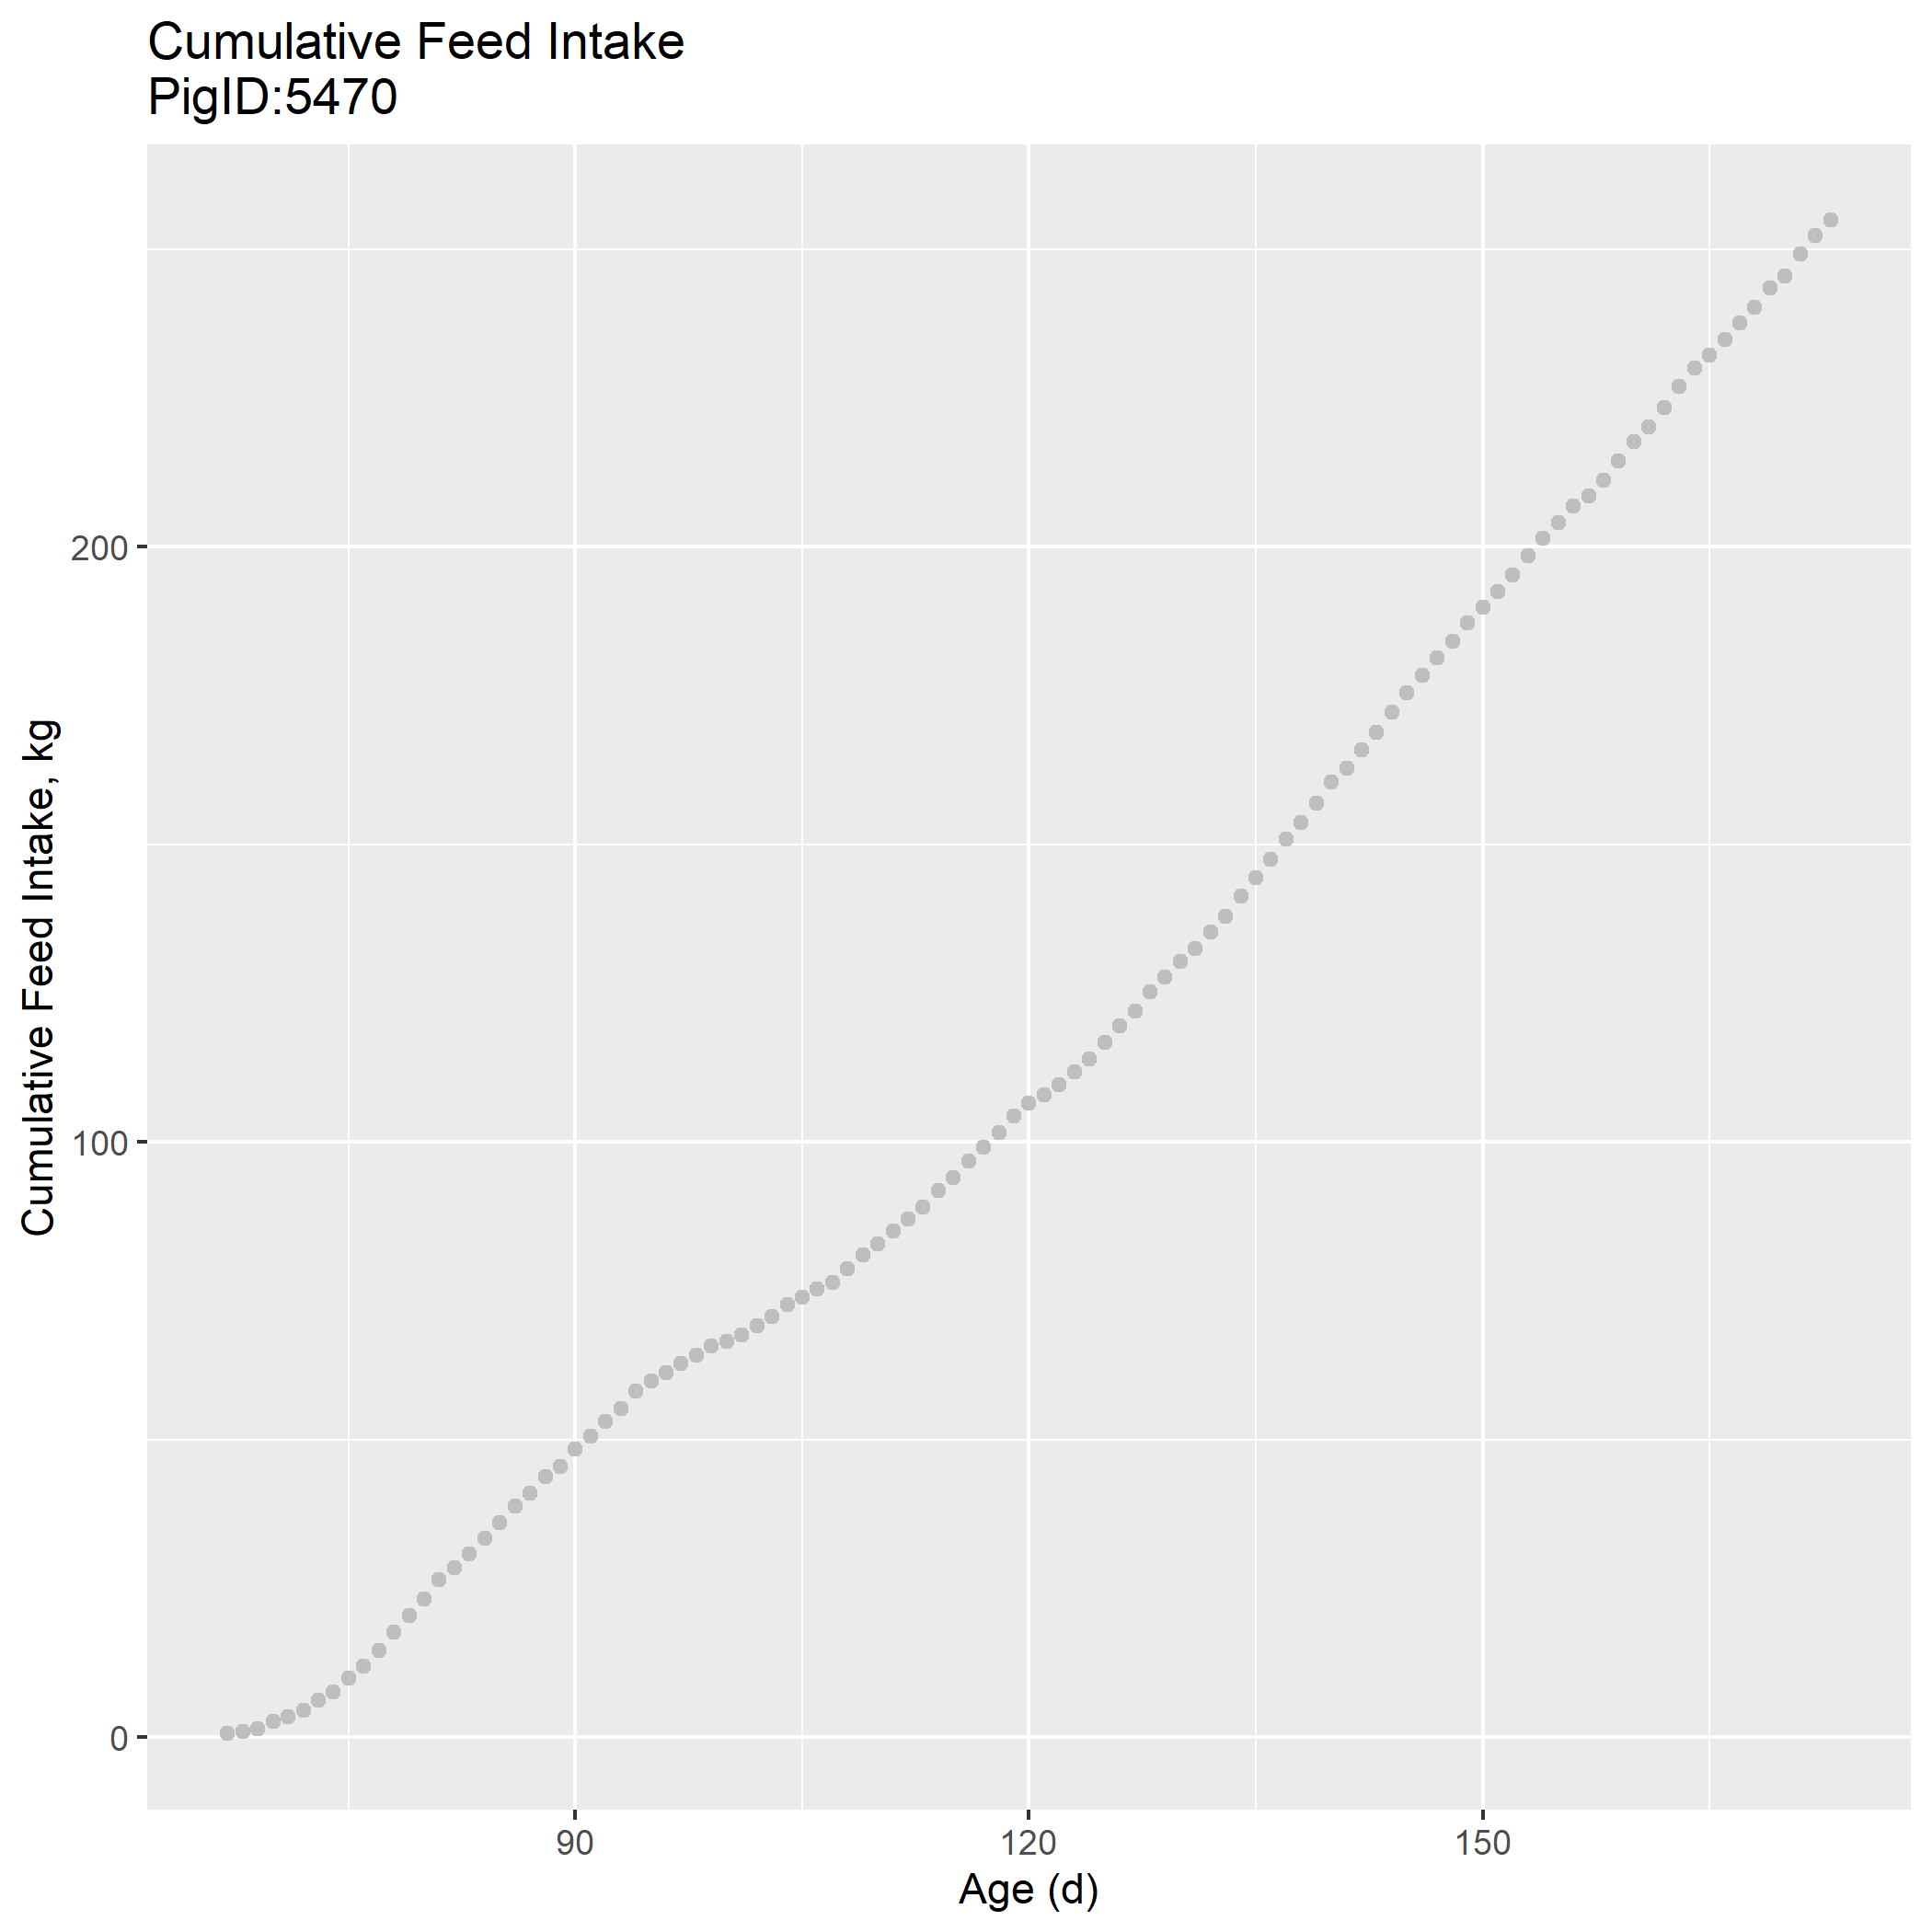 Cumulative Feed Intake
PigID:5470
Cumulative Feed Intake, kg
200
100
0
90
120
150
Age (d)